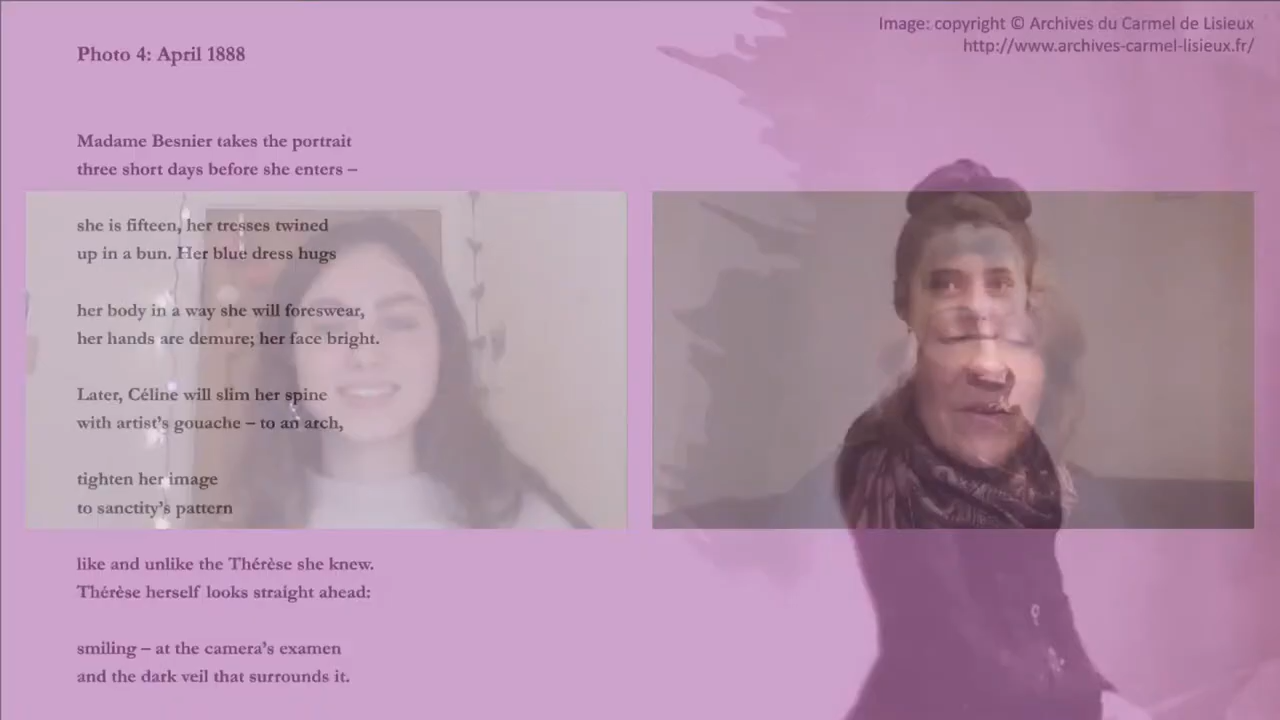 Image: copyright © Archives du Carmel de Lisieux
http://www.archives-carmel-lisieux.fr/
Photo 4: April 1888
Madame Besnier takes the portrait
three short days before she enters –
she is fifteen, her tresses twined
up in a bun. Her blue dress hugs
her body in a way she will foreswear,
her hands are demure; her face bright.
Later, Céline will slim her spine
with artist’s gouache – to an arch,
tighten her image
to sanctity’s pattern
like and unlike the Thérèse she knew.
Thérèse herself looks straight ahead:
smiling – at the camera’s examen
and the dark veil that surrounds it.